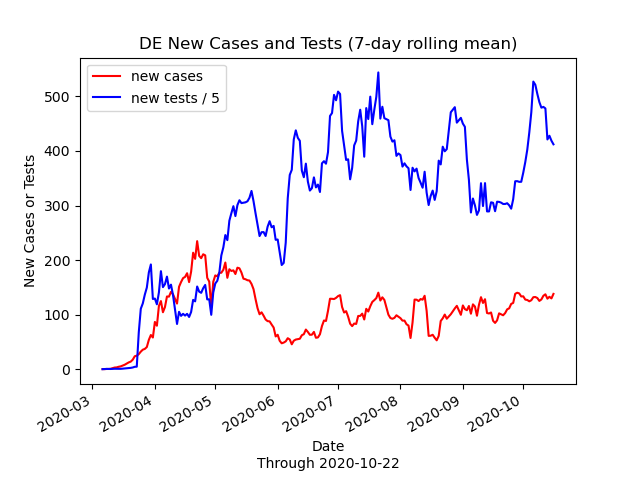 DE New Cases and Tests (7-day rolling mean)
new cases
new tests / 5
New Cases or Tests
500
400
300
200
100
0
2020-03
2020-04
2020-05
2020-06
2020-07
2020-08
2020-09
2020-10
Date
Through 2020-10-22